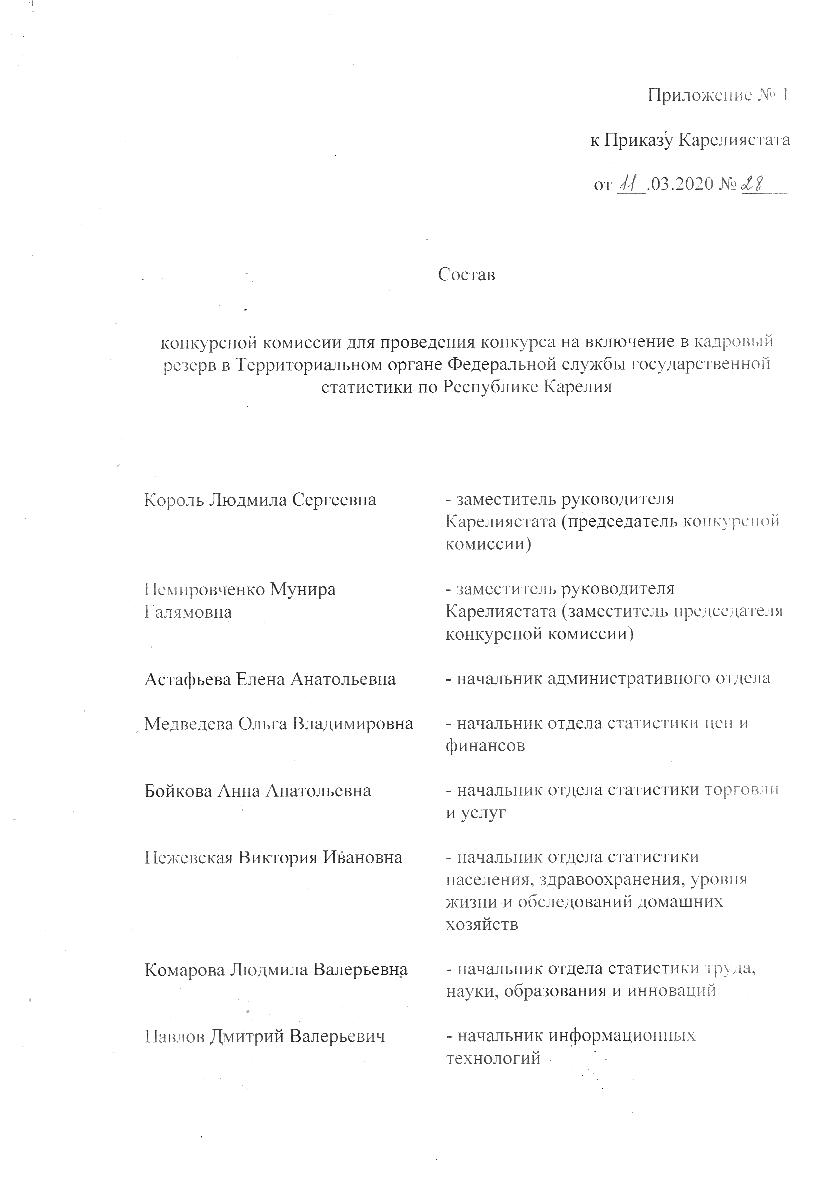 Приложение № 1
к Приказу Карелиястата
от 11.03.2020 № 28
Состав
конкурсной комиссии для проведения конкурса на включение в кадровый
резерв в Территориальном органе Федеральной службы государственной
статистики по Республике Карелия
Король Людмила Сергеевна
- заместитель руководителя
Карелиястата (председатель конкурсной
комиссии)
Немировченко Мунира
Галямовна
- заместитель руководителя
Карелиястата (заместитель председателя
конкурсной комиссии)
Астафьева Елена Анатольевна
- начальник административного отдела
Медведева Ольга Владимировна
- начальник отдела статистики цен и
финансов
Бойкова Анна Анатольевна
- начальник отдела статистики торговли
и услуг
Нежевская Виктория Ивановна
- начальник отдела статистики
населения, здравоохранения, уровня
жизни и обследований домашних
хозяйств
Комарова Людмила Валерьевна
- начальник отдела статистики труда,
науки, образования и инноваций
Павлов Дмитрий Валерьевич
- начальник информационных
технологий